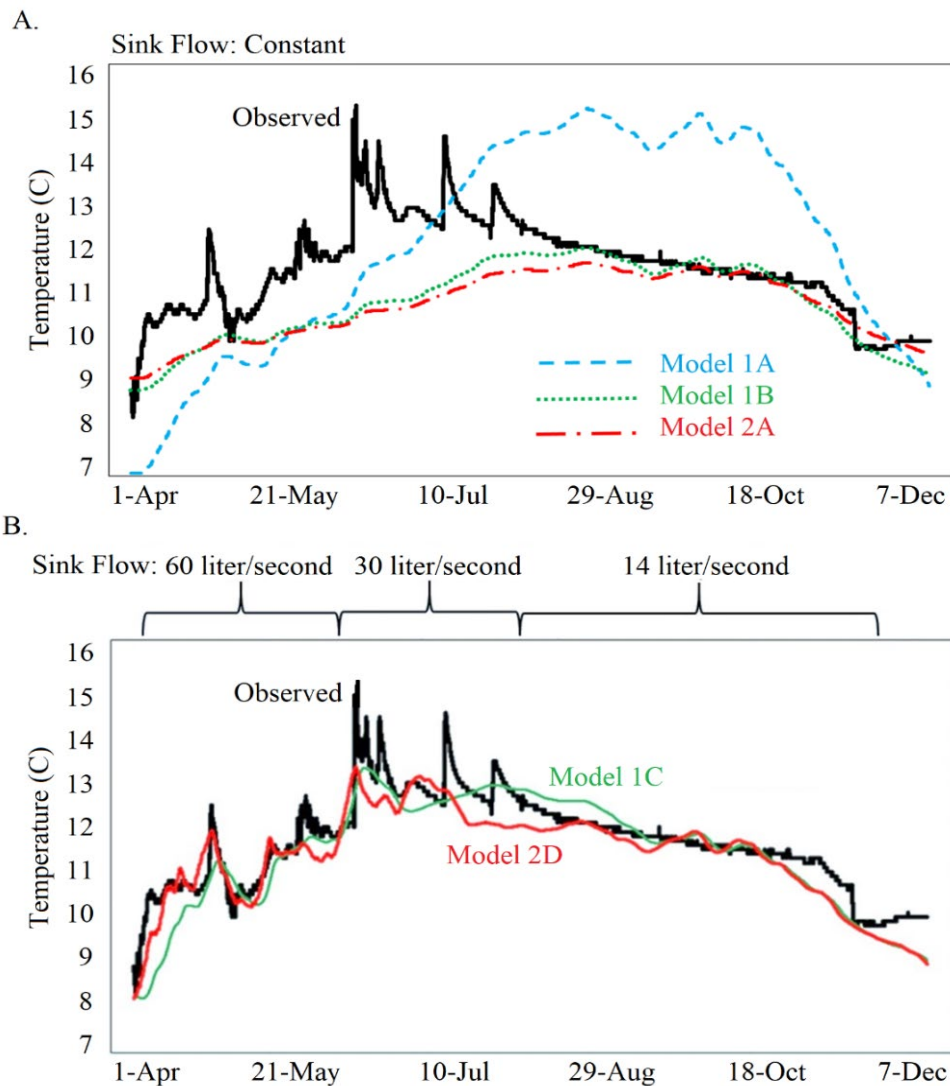 A.
Sink Flow: Constant
16
15
14
13
12
11
10
9
8
7
Temperature (C)
Observed
Model 1A
Model 1B
Model 2A
1-Apr 21-May 10-Jul 29-Aug 18-Oct 7-Dec
B.
Sink Flow: 60 liter/second 30 liter/second 14 liter/second
16
15
14
13
12
11
10
9
8
7
Temperature (C)
Observed
Model 1C
Model 2D
1-Apr 21-May 10-Jul 29-Aug 18-Oct 7-Dec